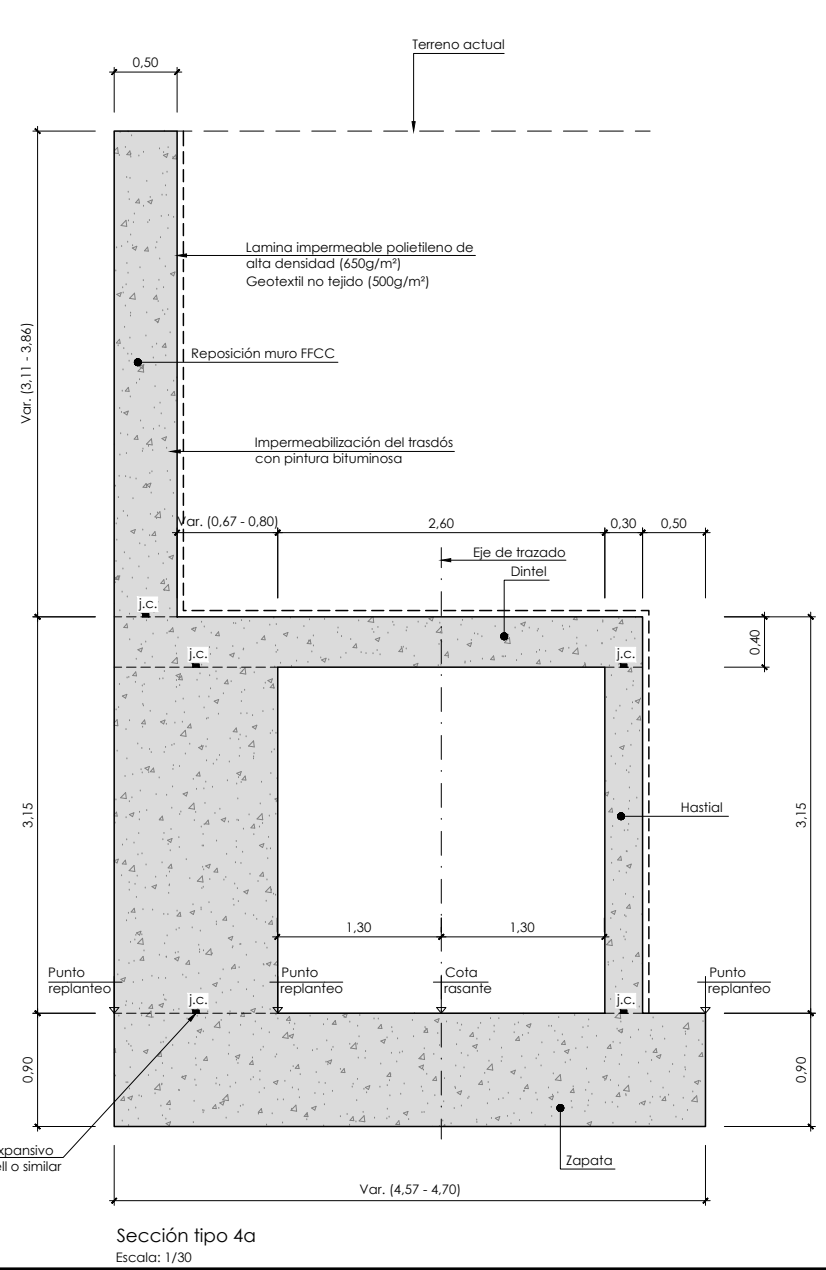 Terreno actual
0,50
Lamina impermeable polietileno de
alta densidad (650g/m²)
Geotextil no tejido (500g/m²)
Var. (3,11 - 3,86)
Reposición muro FFCC
Impermeabilización del trasdós
con pintura bituminosa
Var. (0,67 - 0,80)
2,60
0,30
0,50
Eje de trazado
Dintel
j.c.
0,40
j.c.
j.c.
3,15
Hastial
3,15
1,30
1,30
Punto
replanteo
Punto
replanteo
Cota
rasante
Punto
replanteo
j.c.
j.c.
0,90
0,90
o similar
Zapata
Var. (4,57 - 4,70)
Sección tipo 4a
Escala: 1/30